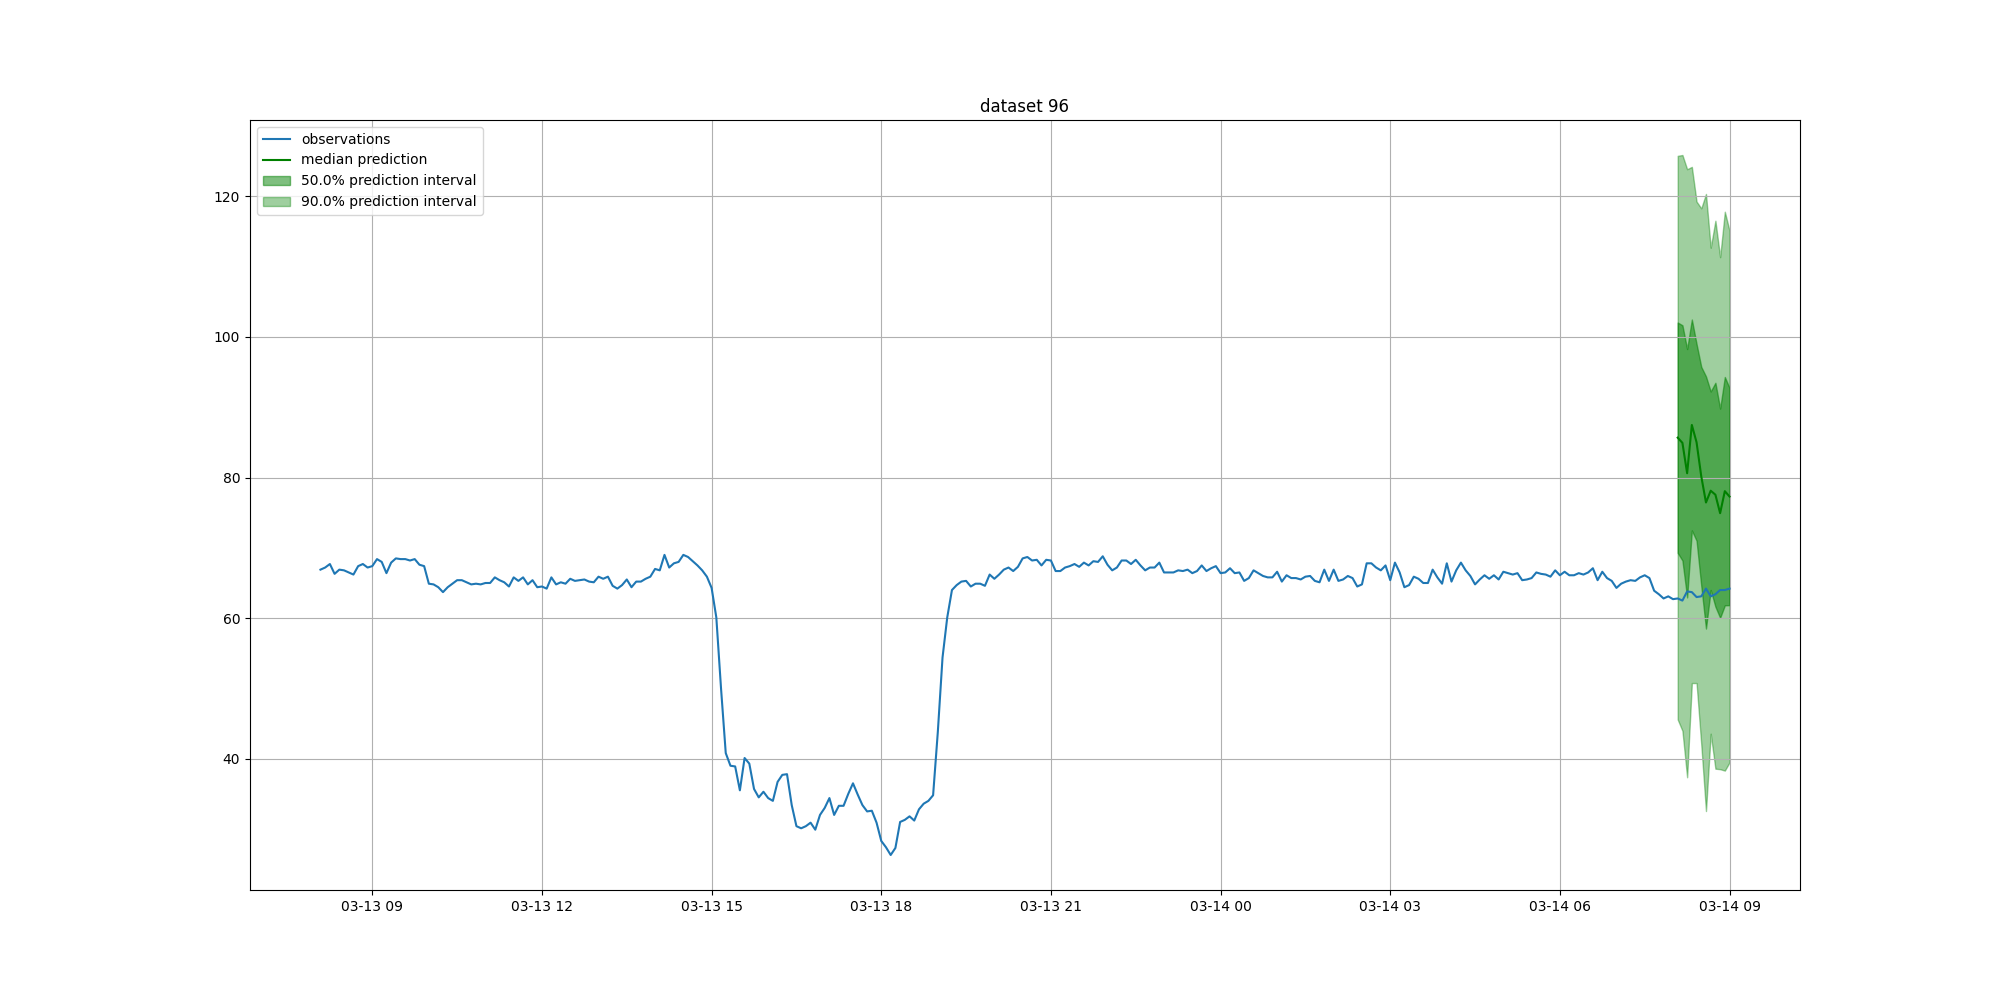 dataset 96
observations
median prediction
50.0% prediction interval
90.0% prediction interval
120
100
80
60
40
03-13 09 03-13 12 03-13 15 03-13 18 03-13 21 03-14 00 03-14 03 03-14 06 03-14 09